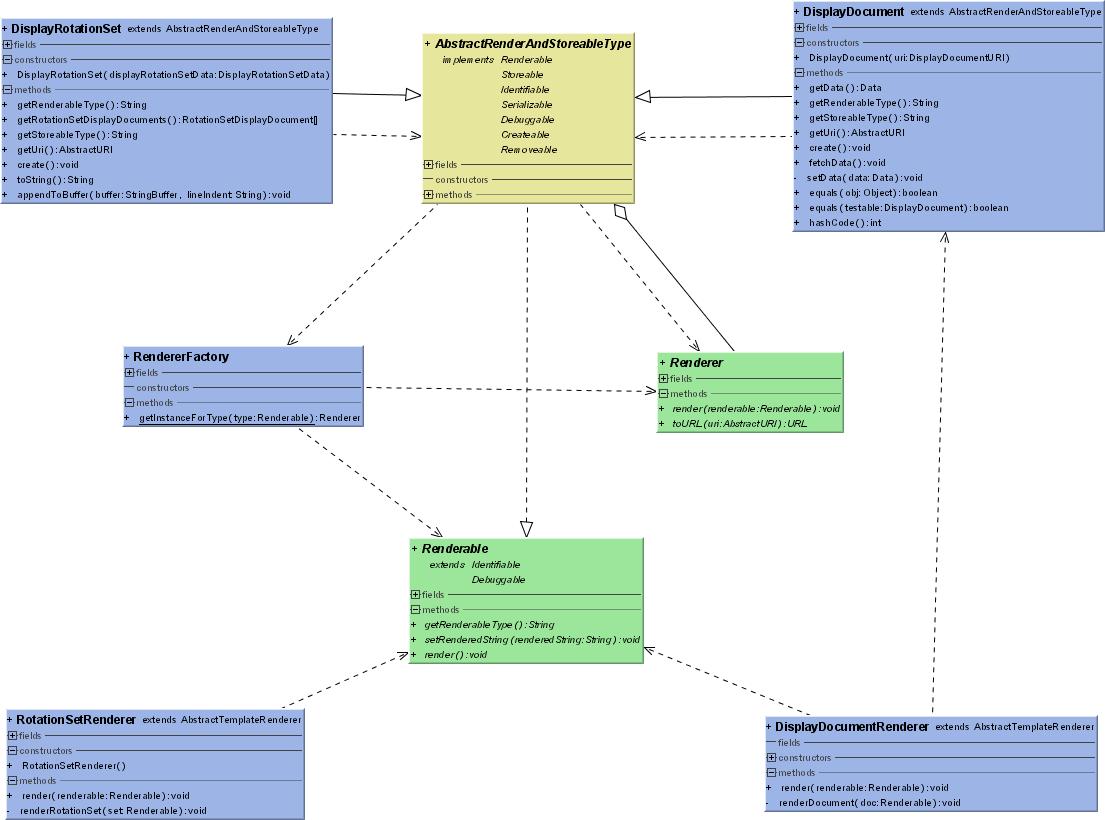 + DisplayRotationSet extends AbstractRenderAndStoreableType
fields
constructors
+ DisplayRotationSet(displayRotationSetData:DisplayRotationSetData)
methods
+ getRenderableType():String
+ getRotationSetDisplayDocuments():RotationSetDisplayDocument[]
+ getStoreableType():String
+ getUri():AbstractURI
+ create():void
+ toString():String
+ appendToBuffer(buffer:StringBuffer, lineIndent:String):void
+ AbstractRenderAndStoreableType
implements Renderable
Storeable
Identifiable
Serializable
Debuggable
Createable
Removeable
fields
constructors
methods
+ DisplayDocument extends AbstractRenderAndStoreableType
fields
constructors
+ DisplayDocument(uri:DisplayDocumentURI)
methods
+ getData():Data
+ getRenderableType():String
+ getStoreableType():String
+ getUri():AbstractURI
+ create():void
+ fetchData():void
- setData(data:Data):void
+ equals(obj:Object):boolean
+ equals(testable:DisplayDocument):boolean
+ hashCode():int
+ RendererFactory
fields
constructors
methods
+ getInstanceForType(type:Renderable):Renderer
+ Renderer
fields
methods
+ render(renderable:Renderable):void
+ toURL(uri:AbstractURI):URL
+ Renderable
extends Identifiable
Debuggable
fields
methods
+ getRenderableType():String
+ setRenderedString(renderedString:String):void
+ render():void
+ RotationSetRenderer extends AbstractTemplateRenderer
fields
constructors
+ RotationSetRenderer()
methods
+ render(renderable:Renderable):void
- renderRotationSet(set:Renderable):void
+ DisplayDocumentRenderer extends AbstractTemplateRenderer
fields
constructors
methods
+ render(renderable:Renderable):void
- renderDocument(doc:Renderable):void